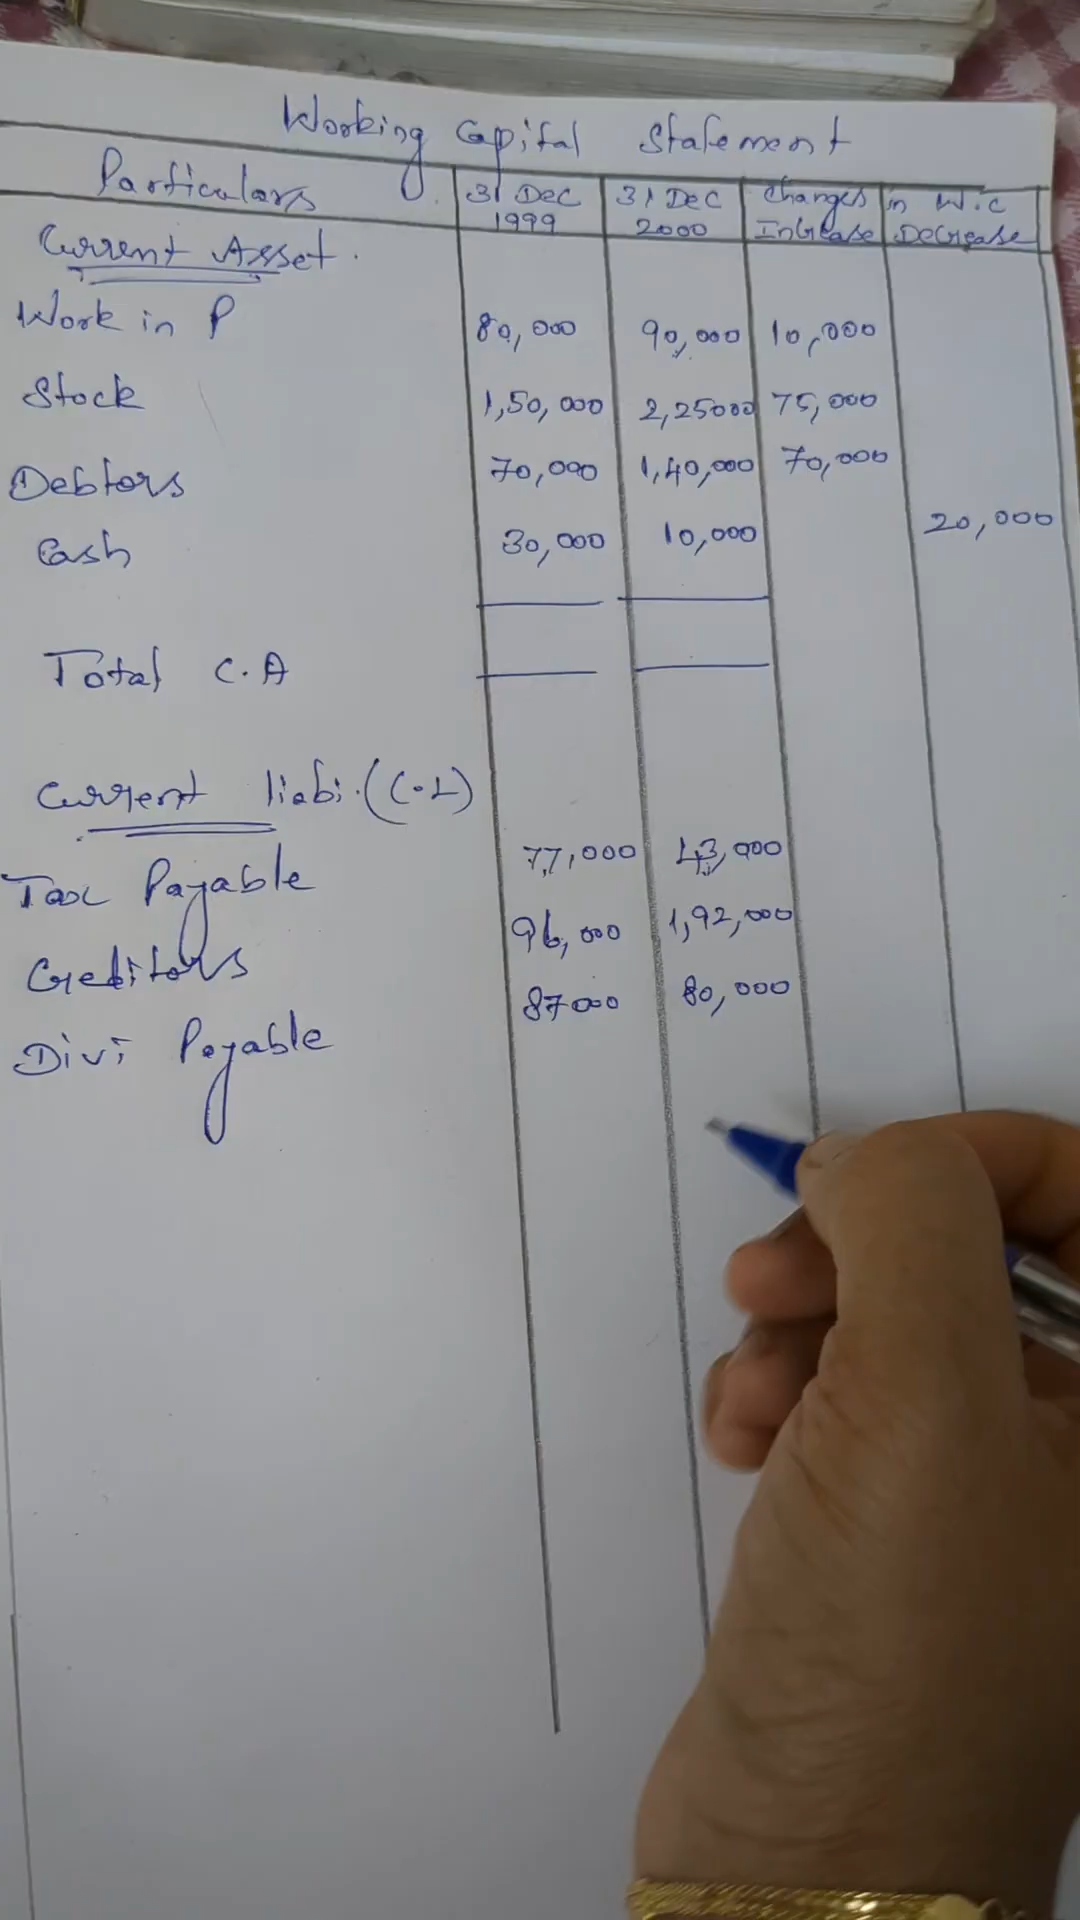 Working Capital Statement
Particulars 31 Dec 1999 31 Dec 2000 Changes in W.C Increase Decrease
Current Asset.
Work in P 80,000 90,000 10,000
Stock 1,50,000 2,25000 75,000
Debtors 70,000 1,40,000 70,000
Cash 30,000 10,000 20,000
Total C.A
Current liabi.(C.L)
Tax Payable 77,000 43,000
Creditors 96,000 1,92,000
Divi Payable 87000 80,000